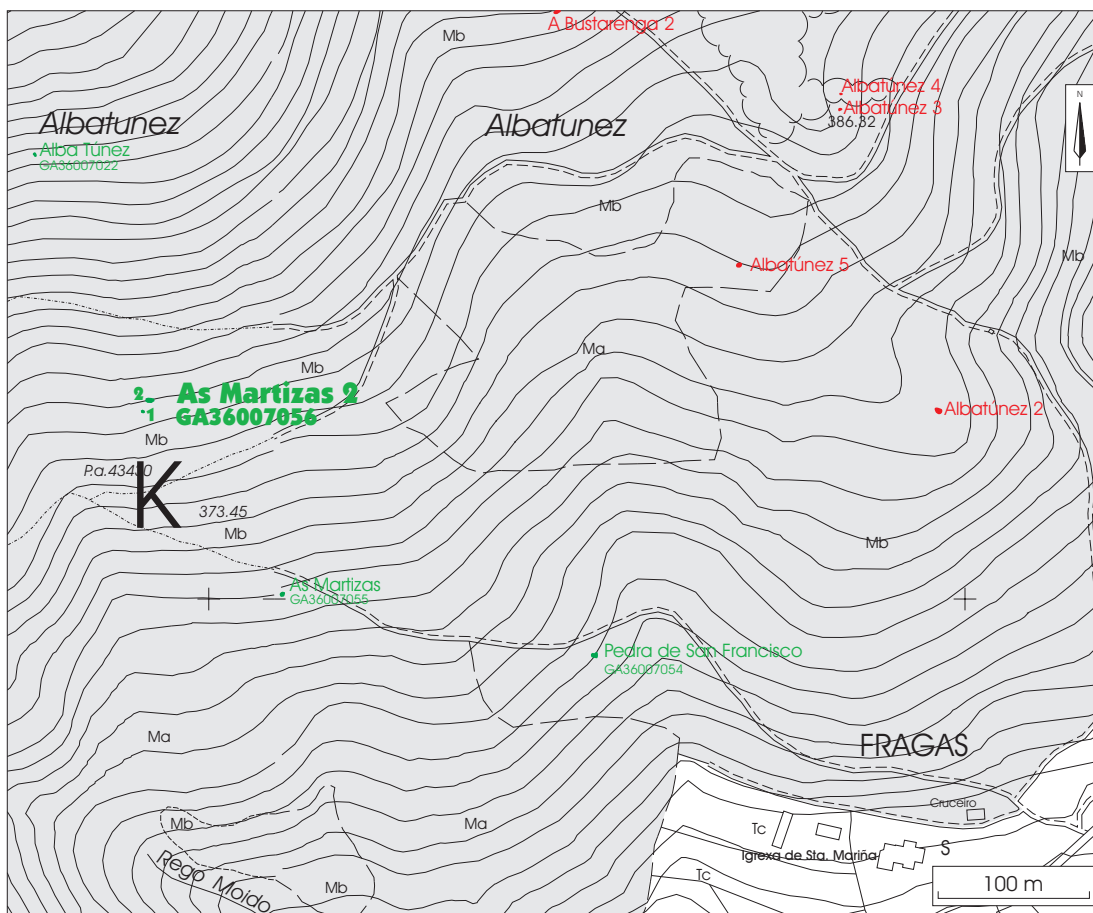 A Bustarenga 2
Mb
Albatúnez 4
Albatúnez 3
386.32
N
Albatunez
Albatunez
Alba Túnez
GA36007022
Mb
Mb
Albatúnez 5
Ma
Mb
2 As Martizas 2
1 GA36007056
Albatúnez 2
Mb
P.a.43430
K
373.45
Mb
Mb
As Martizas
GA36007055
Pedra de San Francisco
GA36007054
Ma
FRAGAS
Cruceiro
Mb
Ma
Tc
Igrexa de Sta. Mariña
S
Rego Moido
Mb
Tc
100 m